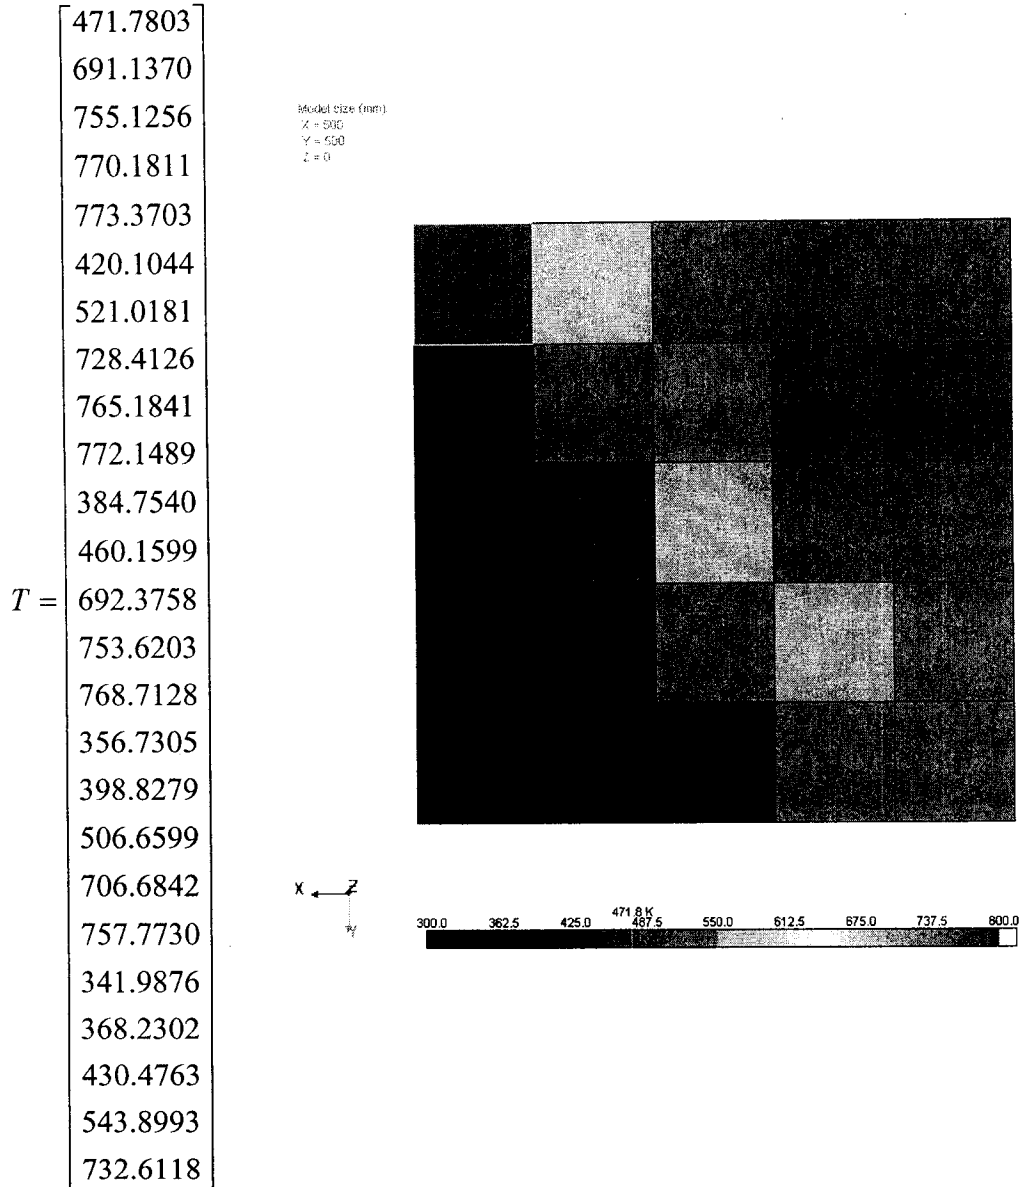 471.7803
691.1370
755.1256
770.1811
773.3703
420.1044
521.0181
728.4126
765.1841
772.1489
384.7540
460.1599
T = 692.3758
753.6203
768.7128
356.7305
398.8279
506.6599
706.6842
757.7730
341.9876
368.2302
430.4763
543.8993
732.6118
Model size (mm)
X = 500
Y = 500
Z = 0
X Z
Y
471.8 K
300.0 362.5 425.0 487.5 550.0 612.5 675.0 737.5 800.0